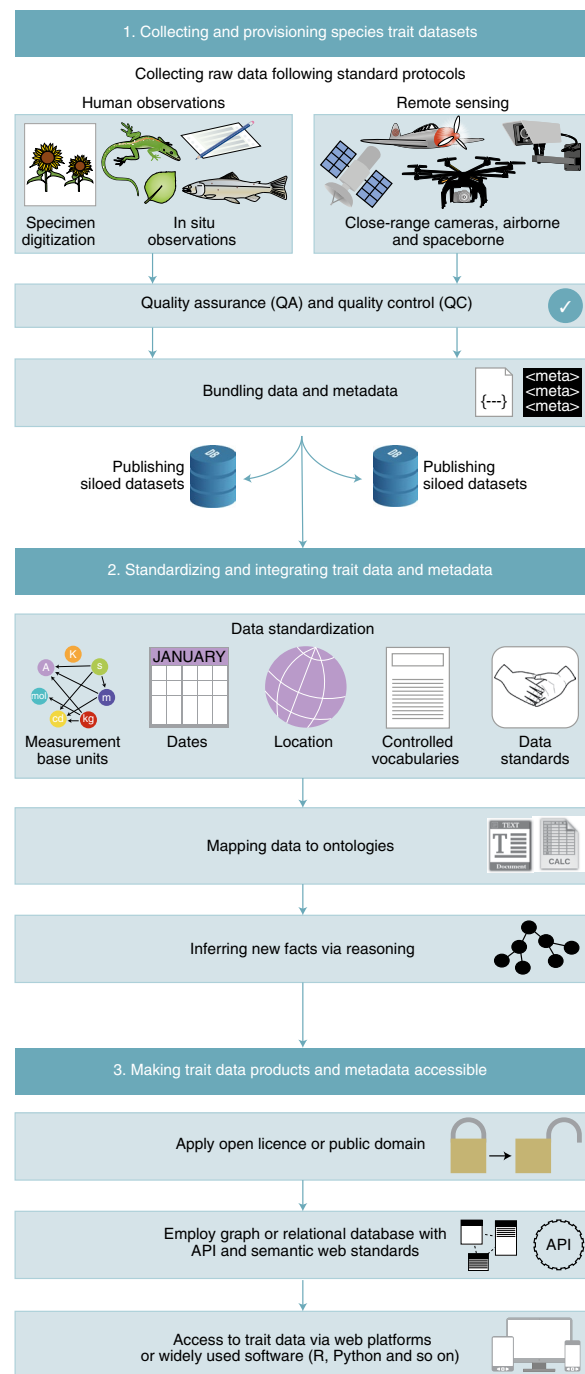 1. Collecting and provisioning species trait datasets
Collecting raw data following standard protocols
Human observations
Remote sensing
Specimen
digitization
In situ
observations
Close-range cameras, airborne
and spaceborne
Quality assurance (QA) and quality control (QC)
✓
Bundling data and metadata
{---}
<meta>
<meta>
<meta>
Publishing
siloed datasets
DB
DB
Publishing
siloed datasets
2. Standardizing and integrating trait data and metadata
Data standardization
K
A
s
mol
m
cd
kg
JANUARY
Measurement
base units
Dates
Location
Controlled
vocabularies
Data
standards
Mapping data to ontologies
TEXT
T
Document
CALC
Inferring new facts via reasoning
3. Making trait data products and metadata accessible
Apply open licence or public domain
Employ graph or relational database with
API and semantic web standards
API
Access to trait data via web platforms
or widely used software (R, Python and so on)